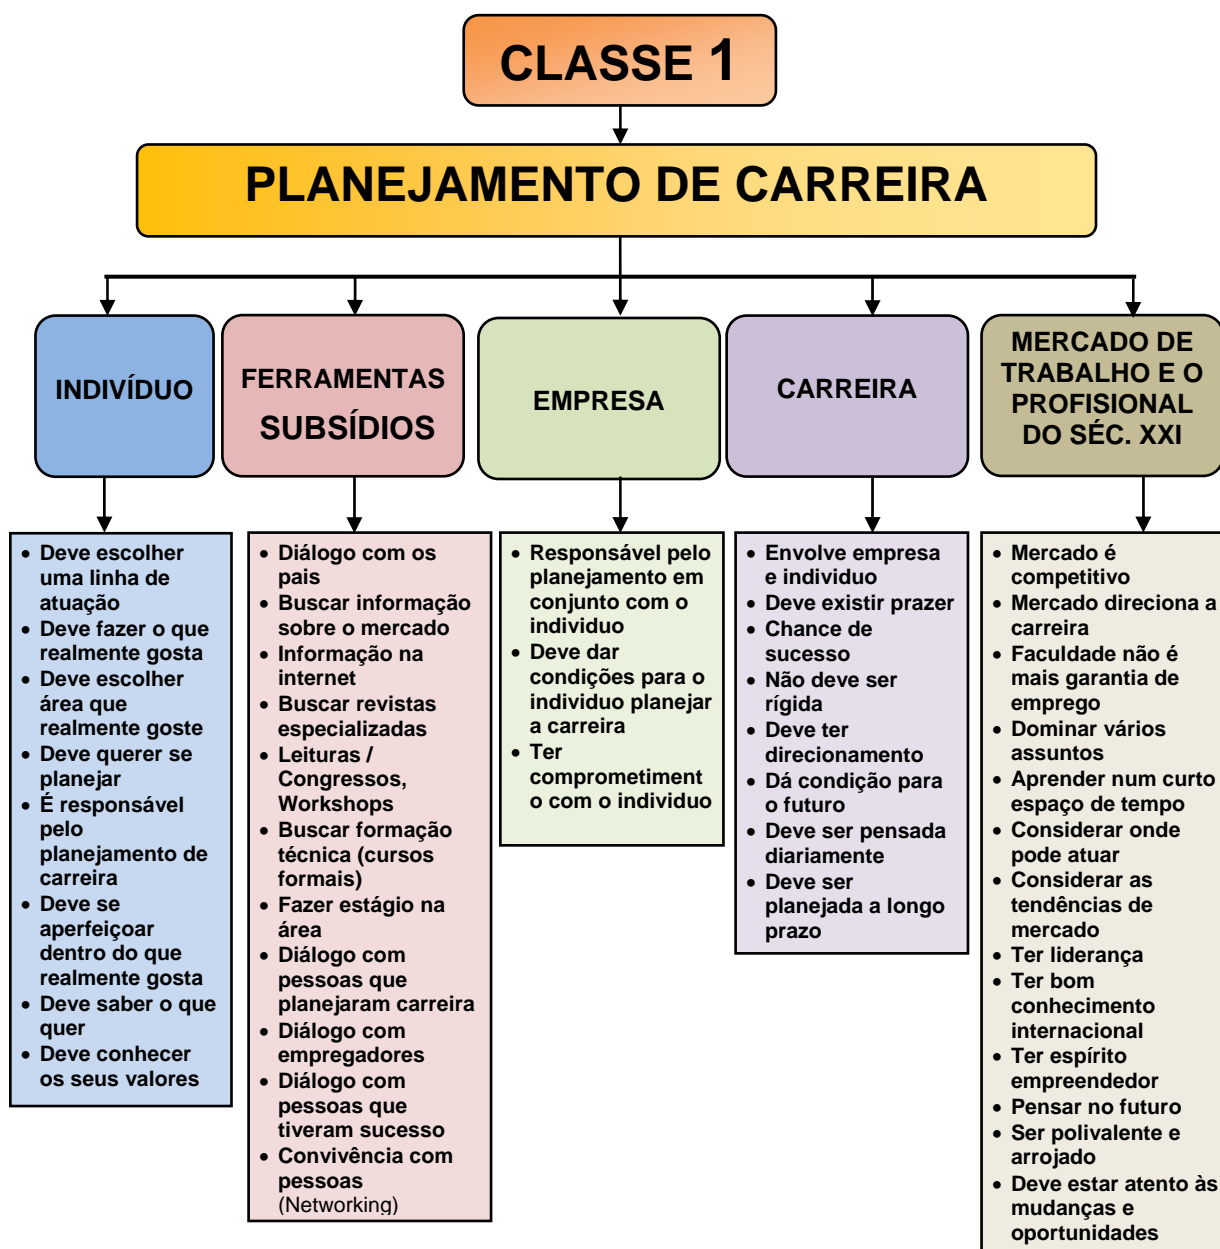 CLASSE 1
PLANEJAMENTO DE CARREIRA
INDIVÍDUO
FERRAMENTAS
SUBSÍDIOS
EMPRESA
CARREIRA
MERCADO DE
TRABALHO E O
PROFISIONAL
DO SÉC. XXI
• Deve escolher
uma linha de
atuação
• Deve fazer o que
realmente gosta
• Deve escolher
área que
realmente goste
• Deve querer se
planejar
• É responsável
pelo
planejamento de
carreira
• Deve se
aperfeiçoar
dentro do que
realmente gosta
• Deve saber o que
quer
• Deve conhecer
os seus valores
• Diálogo com os
pais
• Buscar informação
sobre o mercado
• Informação na
internet
• Buscar revistas
especializadas
• Leituras /
Congressos,
Workshops
• Buscar formação
técnica (cursos
formais)
• Fazer estágio na
área
• Diálogo com
pessoas que
planejaram carreira
• Diálogo com
empregadores
• Diálogo com
pessoas que
tiveram sucesso
• Convivência com
pessoas
(Networking)
• Responsável pelo
planejamento em
conjunto com o
individuo
• Deve dar
condições para o
individuo planejar
a carreira
• Ter
comprometiment
o com o individuo
• Envolve empresa
e individuo
• Deve existir prazer
• Chance de
sucesso
• Não deve ser
rígida
• Deve ter
direcionamento
• Dá condição para
o futuro
• Deve ser pensada
diariamente
• Deve ser
planejada a longo
prazo
• Mercado é
competitivo
• Mercado direciona a
carreira
• Faculdade não é
mais garantia de
emprego
• Dominar vários
assuntos
• Aprender num curto
espaço de tempo
• Considerar onde
pode atuar
• Considerar as
tendências de
mercado
• Ter liderança
• Ter bom
conhecimento
internacional
• Ter espírito
empreendedor
• Pensar no futuro
• Ser polivalente e
arrojado
• Deve estar atento às
mudanças e
oportunidades